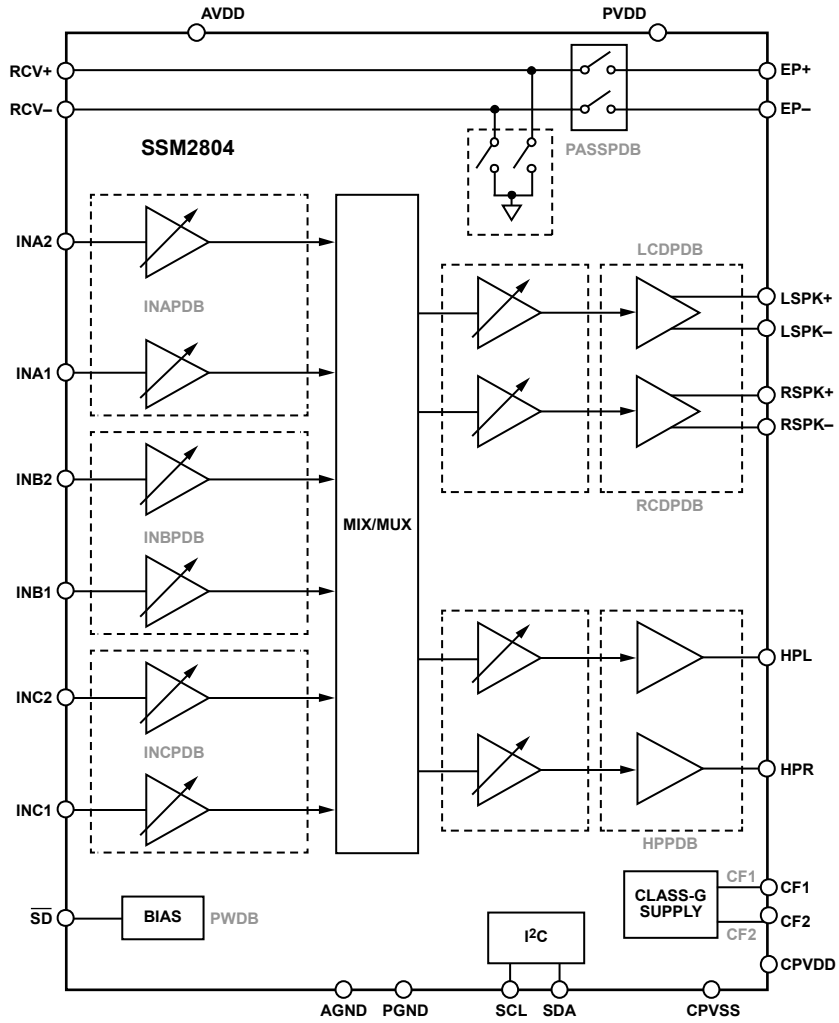 AVDD
PVDD
RCV+
EP+
RCV–
EP–
SSM2804
PASSPDB
INA2
LCDPDB
LSPK+
INAPDB
LSPK–
INA1
RSPK+
RSPK–
INB2
RCDPDB
MIX/MUX
INBPDB
INB1
HPL
INC2
INCPDB
HPR
INC1
HPPDB
CF1
CF1
CLASS-G
SUPPLY
SD
BIAS
PWDB
CF2
CF2
I²C
CPVDD
AGND
PGND
SCL
SDA
CPVSS